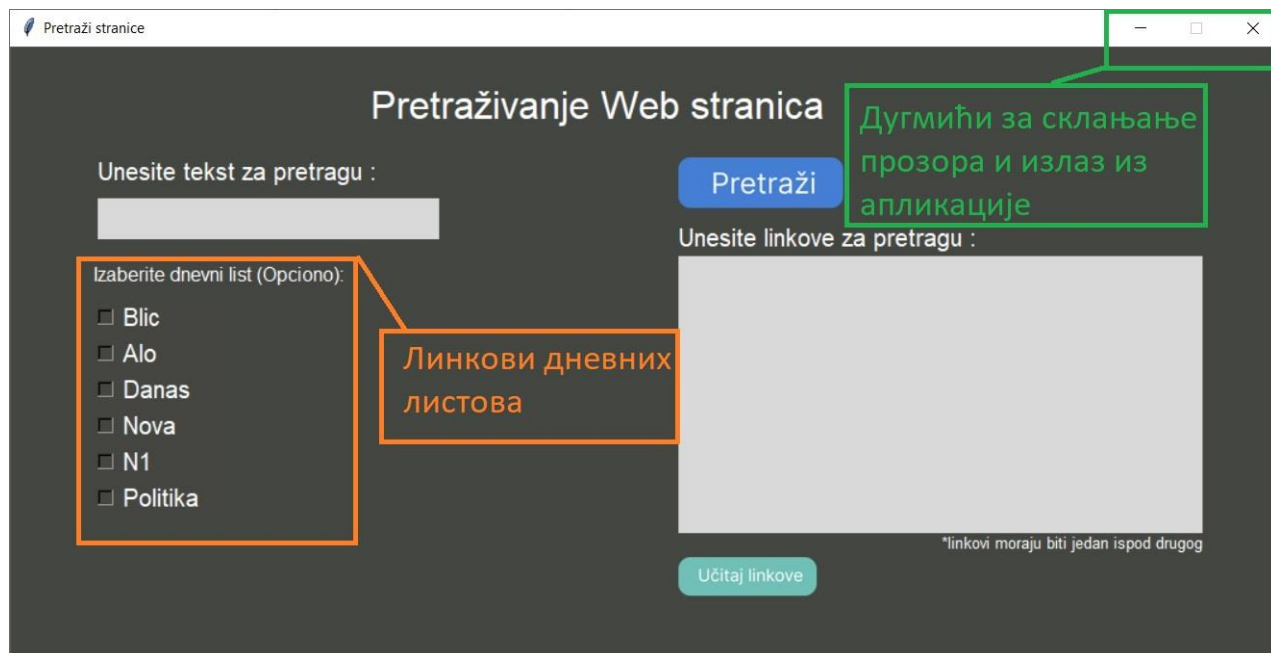 Pretraži stranice
Pretraživanje Web stranica
Дугмићи за склањање
прозора и излаз из
апликације
Unesite tekst za pretragu :
Pretraži
Unesite linkove za pretragu :
Izaberite dnevni list (Opciono):
Blic
Alo
Danas
Nova
N1
Politika
Линкови дневних
листова
*linkovi moraju biti jedan ispod drugog
Učitaj linkove